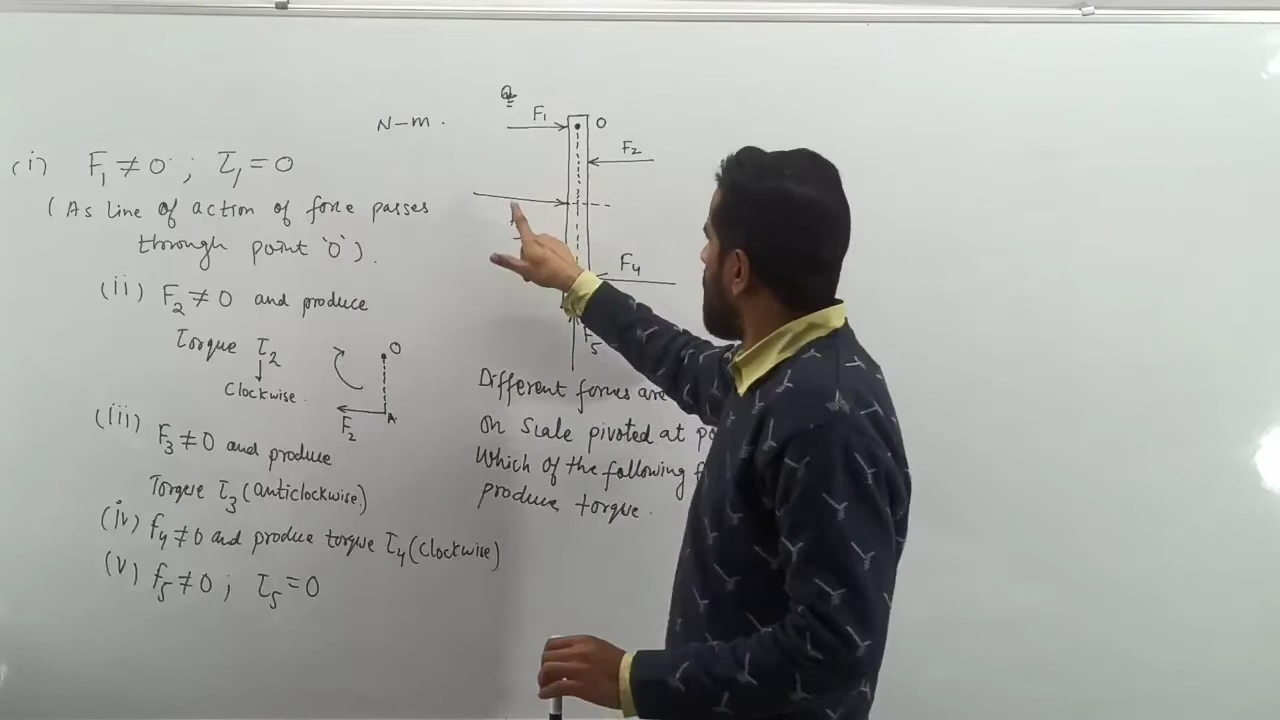 N-m.
(i) F₁ ≠ 0 ; τ₁ = 0
(As line of action of force passes
through point 'O').
(ii) F₂ ≠ 0 and produce
Torque τ₂
Clockwise.
O
A
F₂
(iii) F₃ ≠ 0 and produce
Torque τ₃ (anticlockwise)
(iv) f₄ ≠ 0 and produce torque τ₄ (clockwise)
(v) f₅ ≠ 0 ; τ₅ = 0
F₁
O
F₂
F₄
F₅
Different forces are
on scale pivoted at
Which of the following
produce torque.